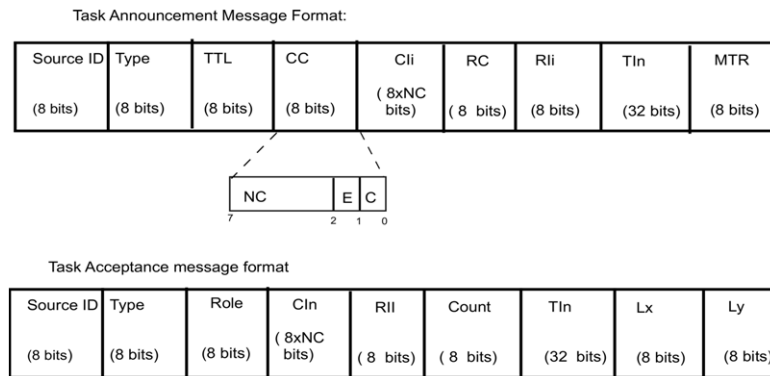 Task Announcement Message Format:
Source ID Type TTL CC CIi RC RIi TIn MTR
(8 bits) (8 bits) (8 bits) (8 bits) ( 8xNC bits) ( 8 bits) (8 bits) (32 bits) (8 bits)
NC E C
7 2 1 0
Task Acceptance message format
Source ID Type Role CIn RII Count TIn Lx Ly
(8 bits) (8 bits) (8 bits) ( 8xNC bits) ( 8 bits) ( 8 bits) (32 bits) (8 bits) (8 bits)